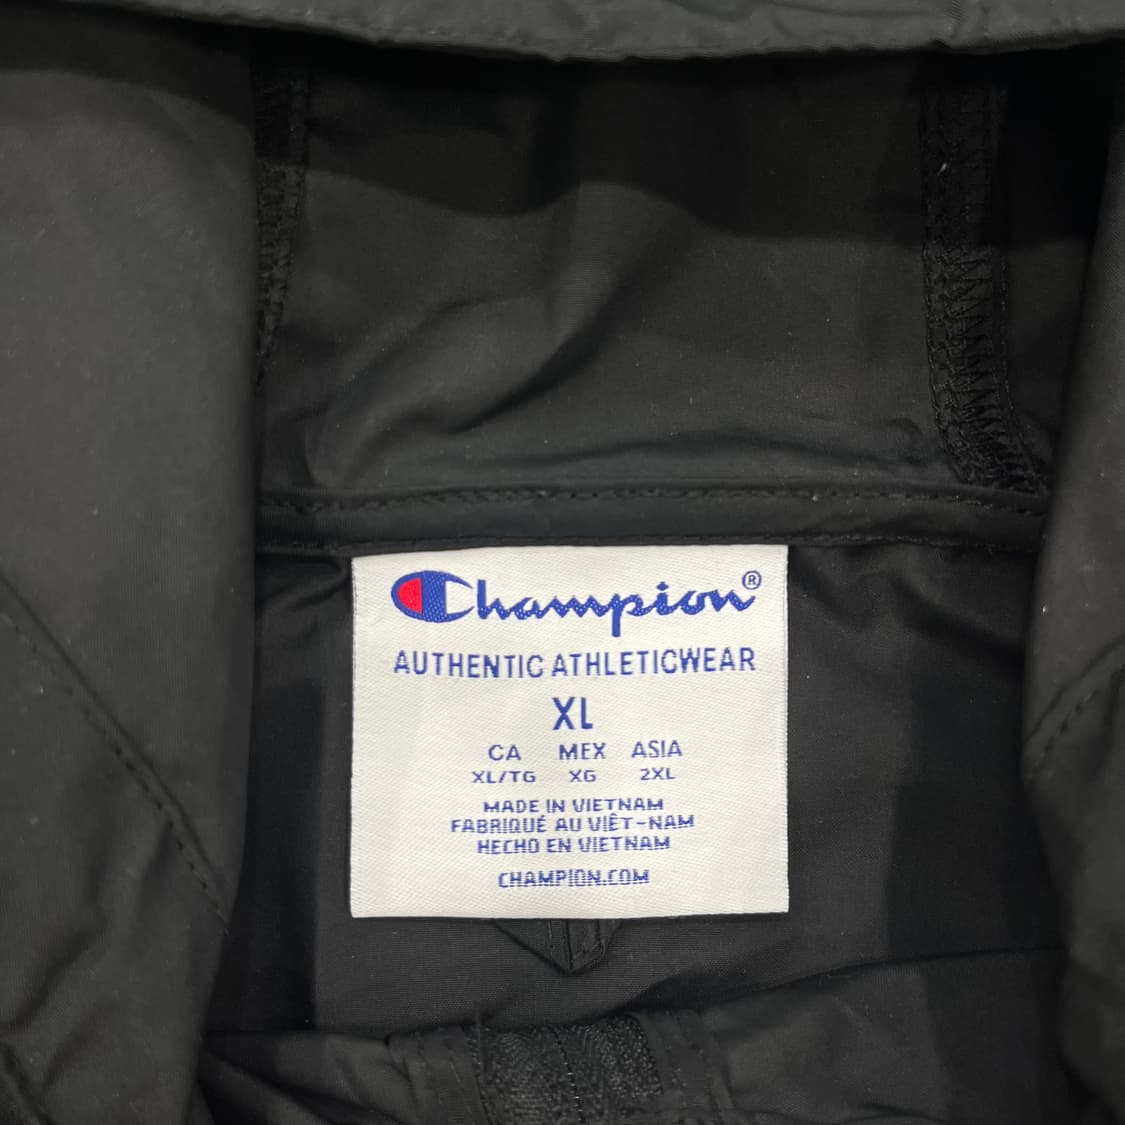 Champion®
AUTHENTIC ATHLETICWEAR
XL
CA MEX ASIA
XL/TG XG 2XL
MADE IN VIETNAM
FABRIQUÉ AU VIÊT-NAM
HECHO EN VIETNAM
CHAMPION.COM